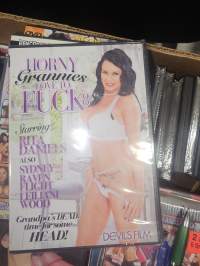 HORNY
Grannies
LOVE TO
FUCK
Starring
RITA
DANIELS
ALSO
SYDNEY
RAVEN
FLIGHT
LEILANI
WOOD
Grandpa's DEAD,
time for some
HEAD!
DEVILS FILM